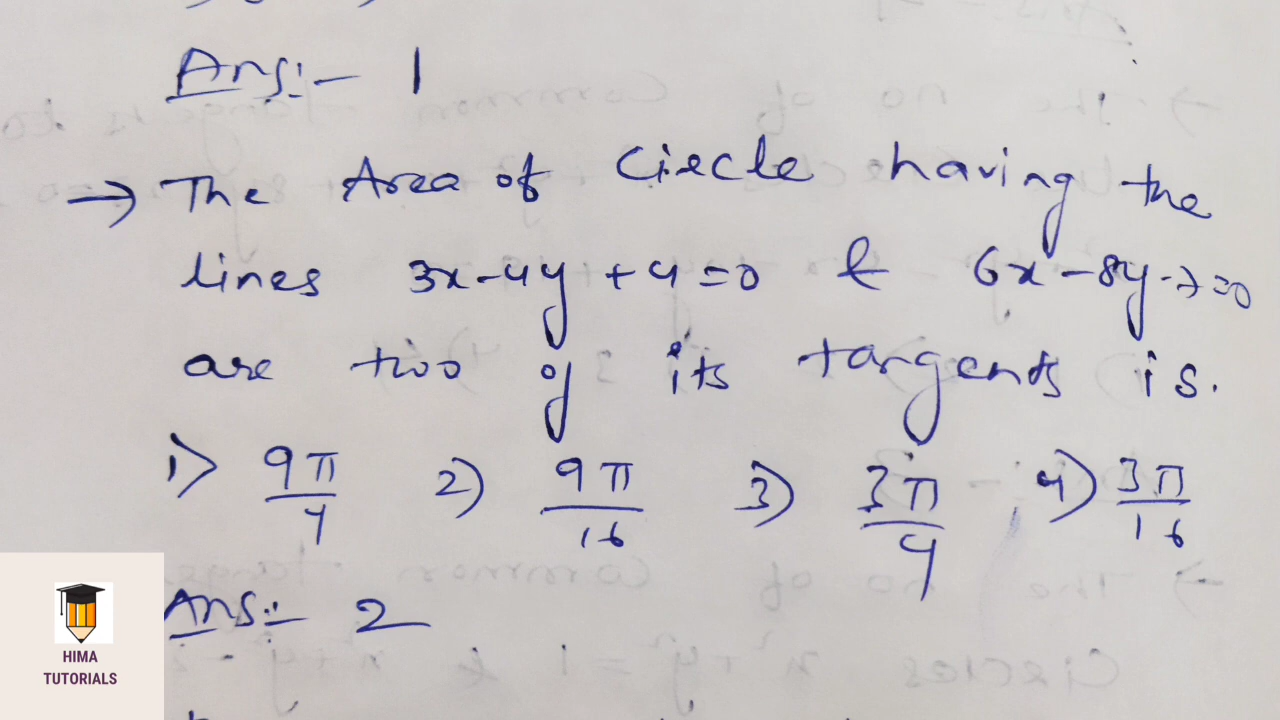 Ans:- 1
→ The Area of Circle having the
lines 3x-4y+4=0 & 6x-8y-7=0
are two of its tangents is.
1) 9π/4 2) 9π/16 3) 3π/4 4) 3π/16
Ans:- 2
HIMA
TUTORIALS